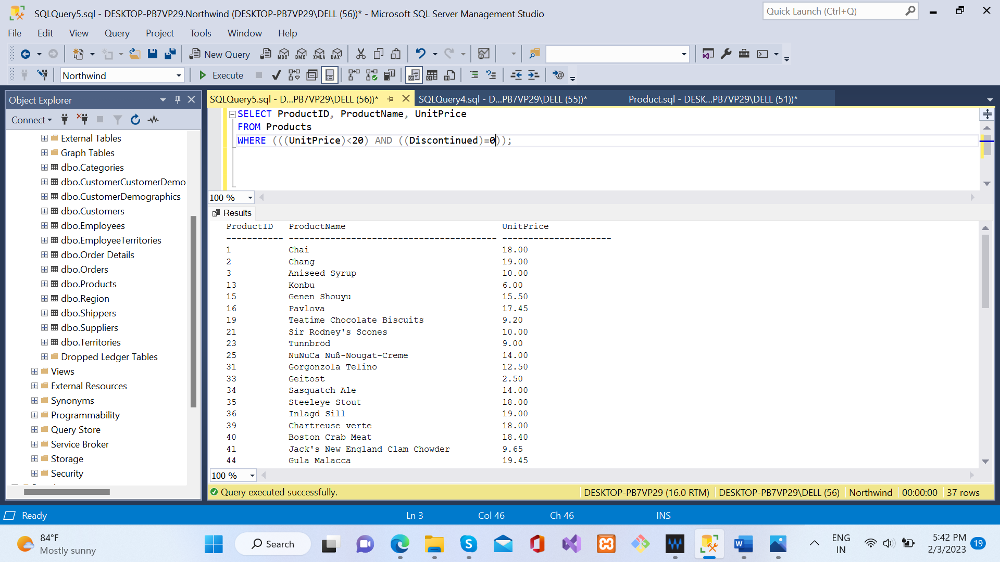 SQLQuery5.sql - DESKTOP-PB7VP29.Northwind (DESKTOP-PB7VP29\DELL (56))* - Microsoft SQL Server Management Studio
Quick Launch (Ctrl+Q)
File Edit View Query Project Tools Window Help
New Query MDX DMX XMLA DAX
Northwind Execute
Object Explorer
Connect
External Tables
Graph Tables
dbo.Categories
dbo.CustomerCustomerDemo
dbo.CustomerDemographics
dbo.Customers
dbo.Employees
dbo.EmployeeTerritories
dbo.Order Details
dbo.Orders
dbo.Products
dbo.Region
dbo.Shippers
dbo.Suppliers
dbo.Territories
Dropped Ledger Tables
Views
External Resources
Synonyms
Programmability
Query Store
Service Broker
Storage
Security
SQLQuery5.sql - D...PB7VP29\DELL (56))* SQLQuery4.sql - D...PB7VP29\DELL (55))* Product.sql - DESK...PB7VP29\DELL (51))*
SELECT ProductID, ProductName, UnitPrice
FROM Products
WHERE (((UnitPrice)<20) AND ((Discontinued)=0));
100 %
Results
ProductID ProductName UnitPrice
----------- ---------------------------------------- ---------------------
1 Chai 18.00
2 Chang 19.00
3 Aniseed Syrup 10.00
13 Konbu 6.00
15 Genen Shouyu 15.50
16 Pavlova 17.45
19 Teatime Chocolate Biscuits 9.20
21 Sir Rodney's Scones 10.00
23 Tunnbröd 9.00
25 NuNuCa Nuß-Nougat-Creme 14.00
31 Gorgonzola Telino 12.50
33 Geitost 2.50
34 Sasquatch Ale 14.00
35 Steeleye Stout 18.00
36 Inlagd Sill 19.00
39 Chartreuse verte 18.00
40 Boston Crab Meat 18.40
41 Jack's New England Clam Chowder 9.65
44 Gula Malacca 19.45
100 %
Query executed successfully. DESKTOP-PB7VP29 (16.0 RTM) DESKTOP-PB7VP29\DELL (56) Northwind 00:00:00 37 rows
Ready Ln 3 Col 46 Ch 46 INS
84°F
Mostly sunny
Search
ENG
IN
5:42 PM
2/3/2023
19